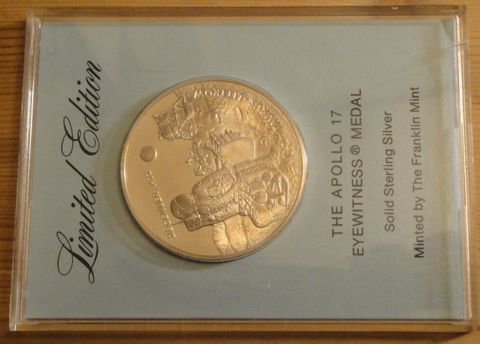 Limited Edition
THE APOLLO 17
EYEWITNESS® MEDAL
Solid Sterling Silver
Minted by The Franklin Mint